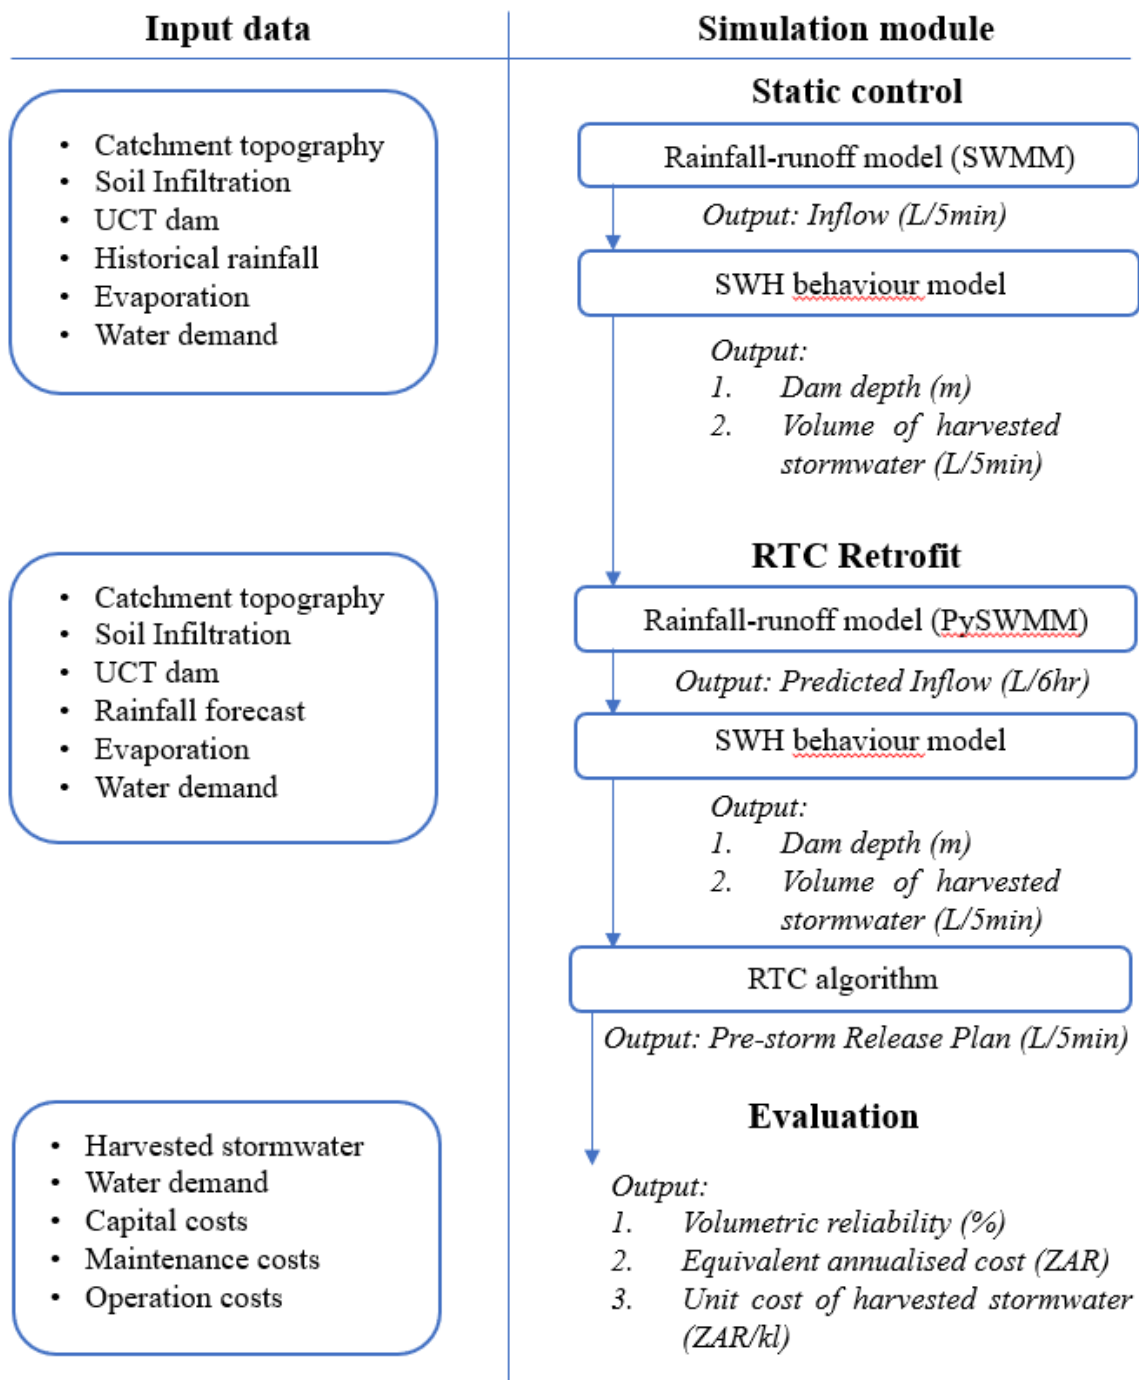 Input data
Simulation module
Static control
• Catchment topography
• Soil Infiltration
• UCT dam
• Historical rainfall
• Evaporation
• Water demand
Rainfall-runoff model (SWMM)
Output: Inflow (L/5min)
SWH behaviour model
Output:
1. Dam depth (m)
2. Volume of harvested
stormwater (L/5min)
RTC Retrofit
• Catchment topography
• Soil Infiltration
• UCT dam
• Rainfall forecast
• Evaporation
• Water demand
Rainfall-runoff model (PySWMM)
Output: Predicted Inflow (L/6hr)
SWH behaviour model
Output:
1. Dam depth (m)
2. Volume of harvested
stormwater (L/5min)
RTC algorithm
Output: Pre-storm Release Plan (L/5min)
Evaluation
• Harvested stormwater
• Water demand
• Capital costs
• Maintenance costs
• Operation costs
Output:
1. Volumetric reliability (%)
2. Equivalent annualised cost (ZAR)
3. Unit cost of harvested stormwater
(ZAR/kl)